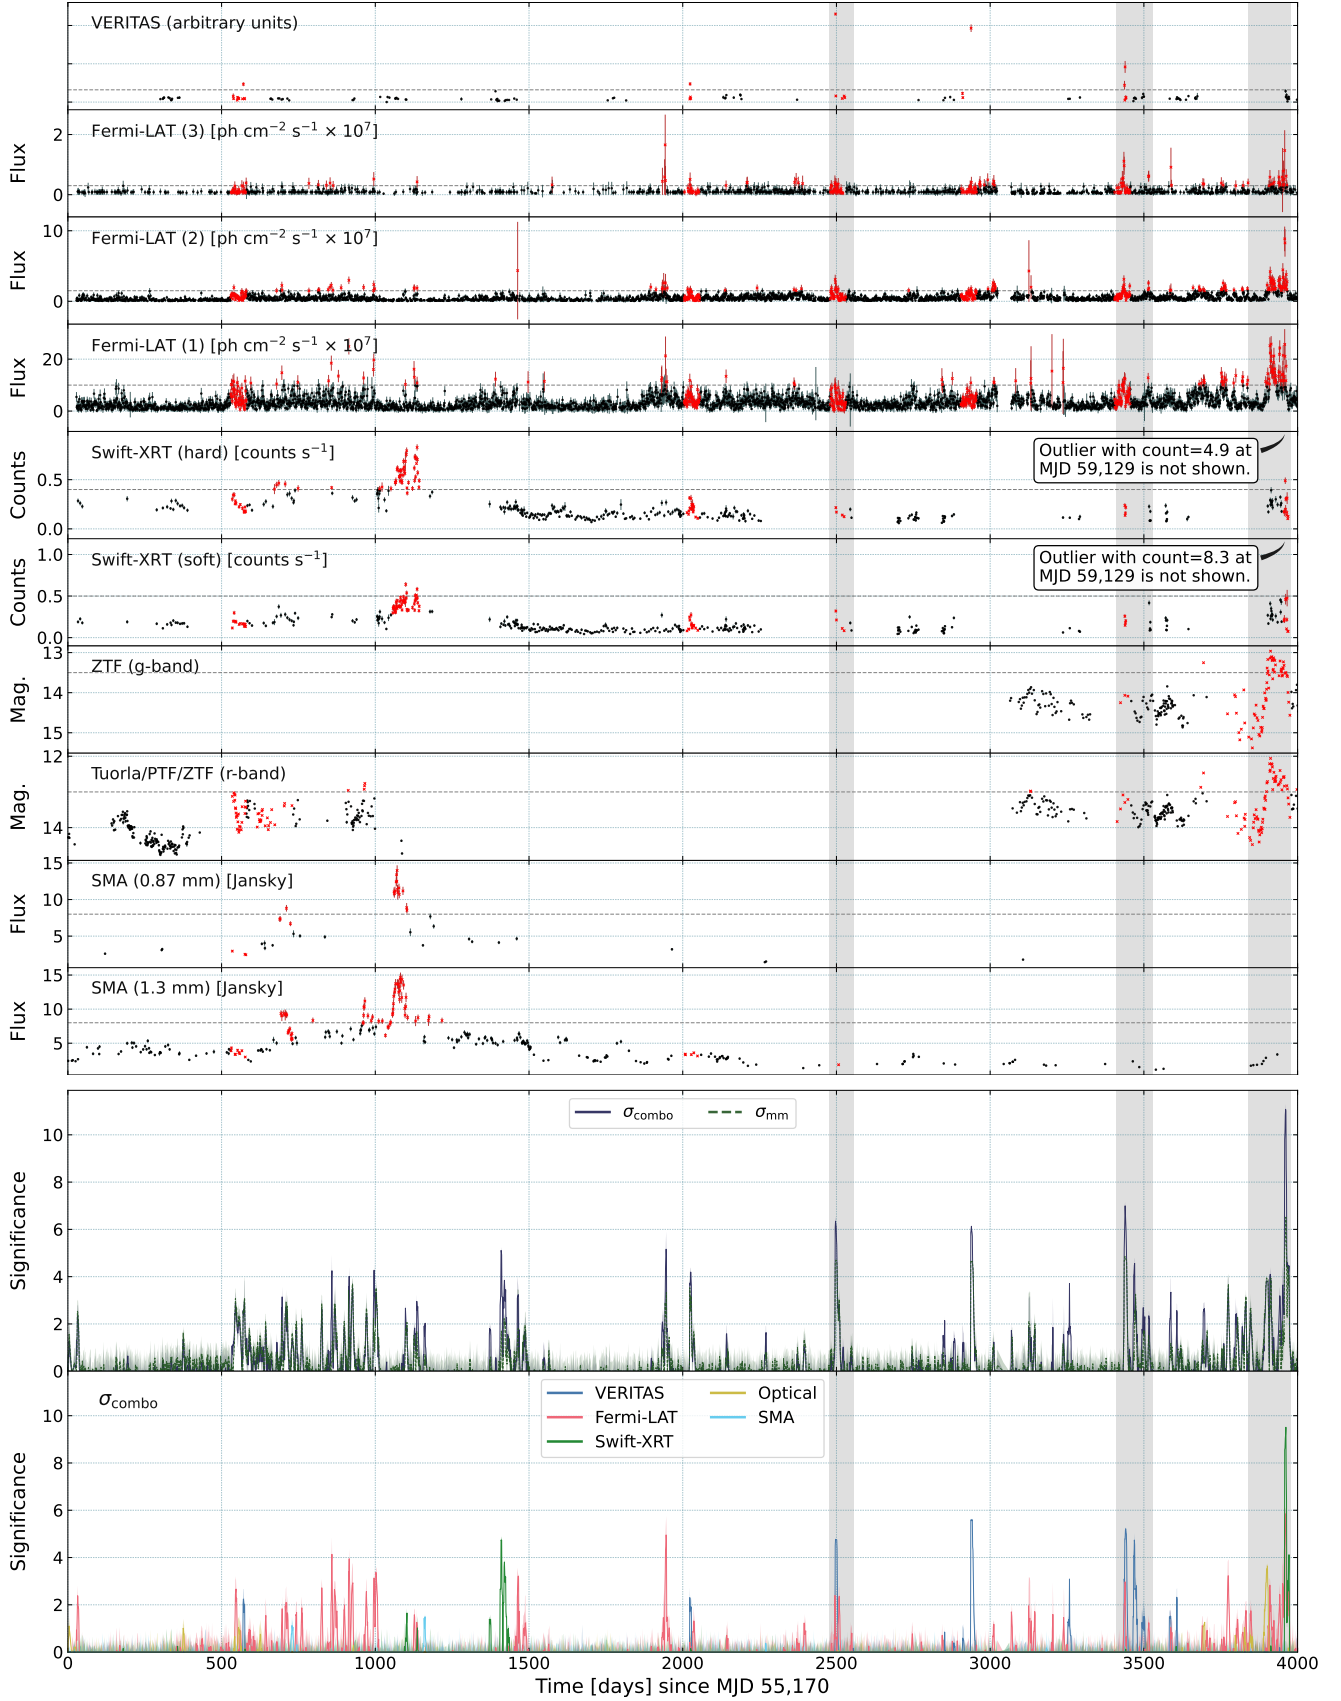 VERITAS (arbitrary units)
Fermi-LAT (3) [ph cm⁻² s⁻¹ × 10⁷]
Flux
2
0
Fermi-LAT (2) [ph cm⁻² s⁻¹ × 10⁷]
Flux
10
5
0
Fermi-LAT (1) [ph cm⁻² s⁻¹ × 10⁷]
Flux
20
0
Swift-XRT (hard) [counts s⁻¹]
Outlier with count=4.9 at
MJD 59,129 is not shown.
Counts
0.5
0.0
Swift-XRT (soft) [counts s⁻¹]
Outlier with count=8.3 at
MJD 59,129 is not shown.
Counts
1.0
0.5
0.0
ZTF (g-band)
Mag.
13
14
15
Tuorla/PTF/ZTF (r-band)
Mag.
12
14
SMA (0.87 mm) [Jansky]
Flux
15
10
5
SMA (1.3 mm) [Jansky]
Flux
15
10
5
σcombo σmm
Significance
10
8
6
4
2
0
σcombo
VERITAS Optical
Fermi-LAT SMA
Swift-XRT
Significance
10
8
6
4
2
0
0 500 1000 1500 2000 2500 3000 3500 4000
Time [days] since MJD 55,170